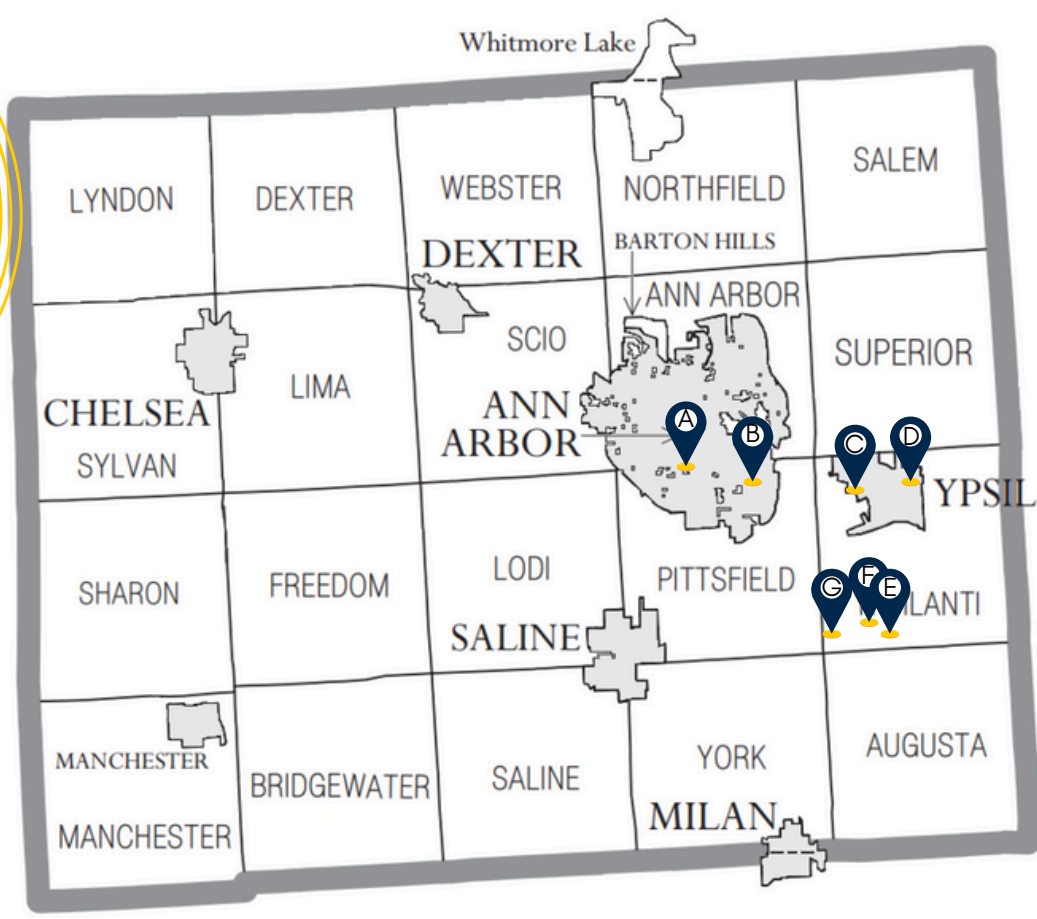 Whitmore Lake
SALEM
LYNDON
DEXTER
WEBSTER
NORTHFIELD
BARTON HILLS
DEXTER
ANN ARBOR
SCIO
SUPERIOR
LIMA
CHELSEA
ANN
ARBOR
A
B
C
D
SYLVAN
YPSIL
LODI
PITTSFIELD
SHARON
FREEDOM
G
F
E
ILANTI
SALINE
MANCHESTER
YORK
AUGUSTA
BRIDGEWATER
SALINE
MILAN
MANCHESTER